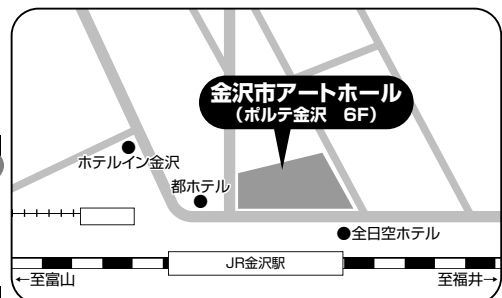 金沢市アートホール
(ポルテ金沢 6F)
ホテルイン金沢
都ホテル
全日空ホテル
JR金沢駅
←至富山
至福井→